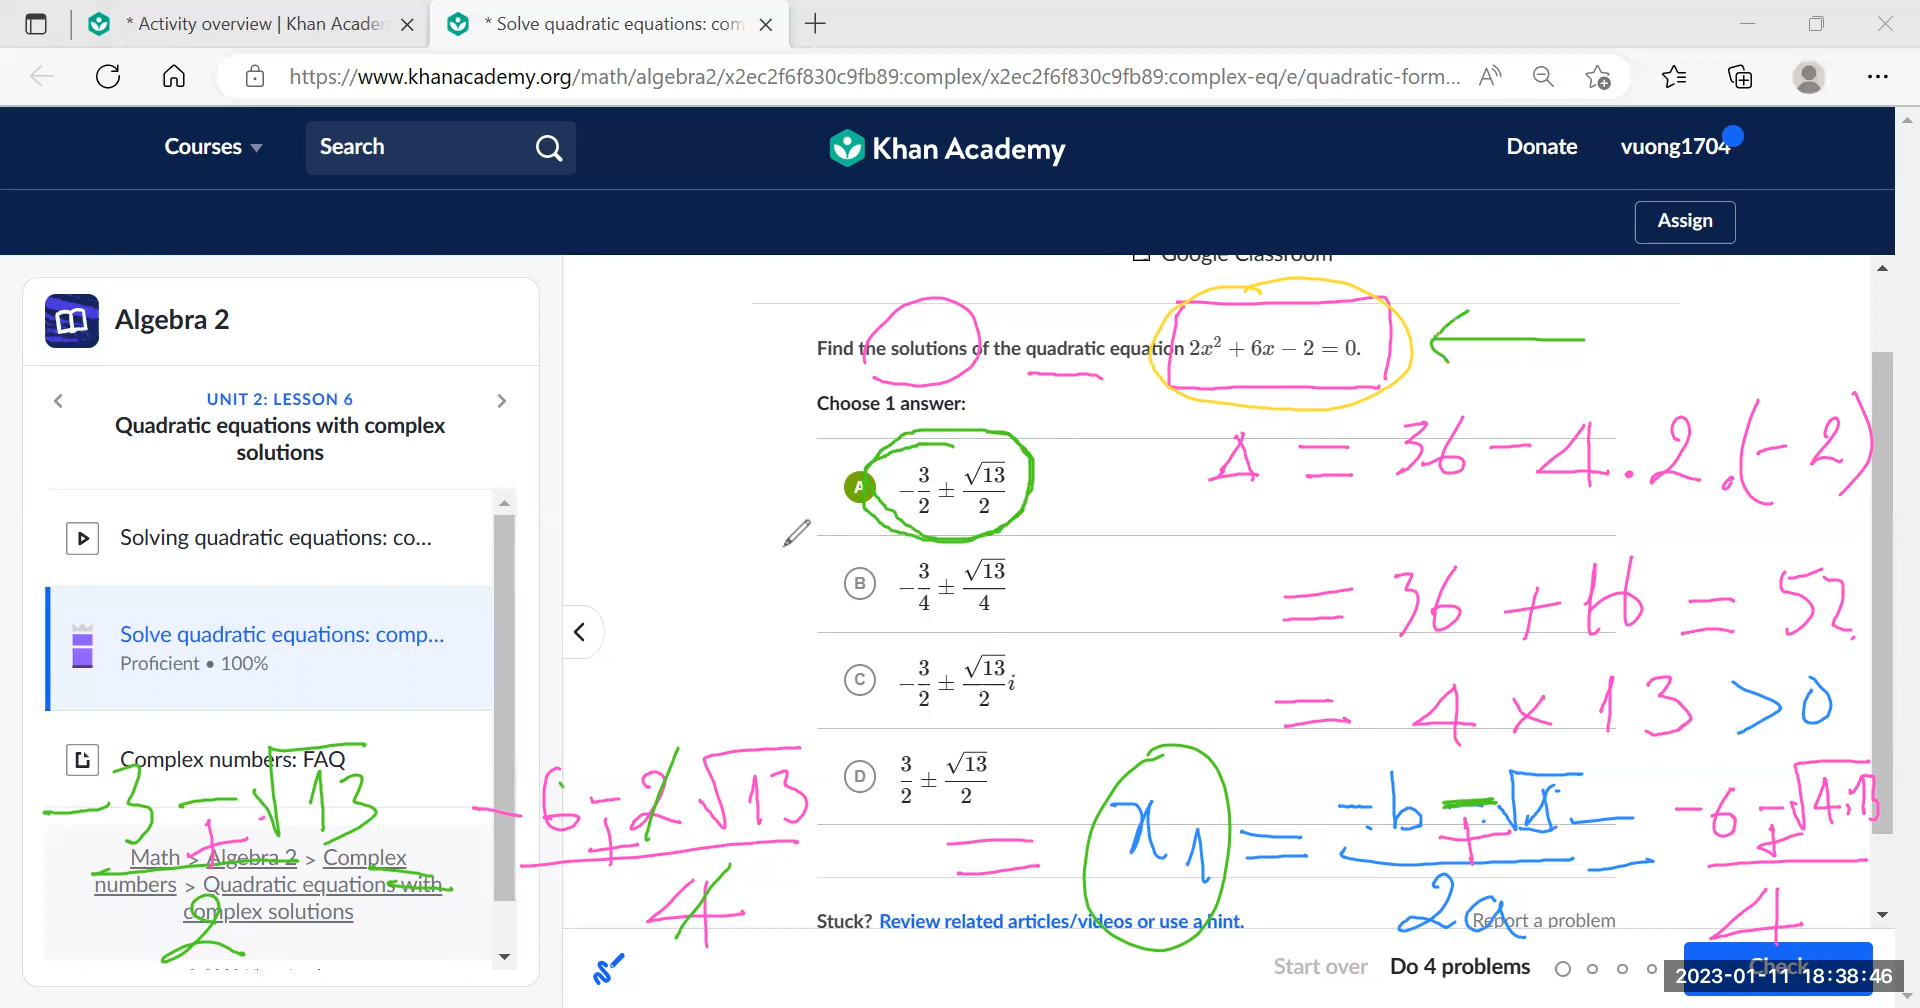 * Activity overview | Khan Acader
* Solve quadratic equations: com
https://www.khanacademy.org/math/algebra2/x2ec2f6f830c9fb89:complex/x2ec2f6f830c9fb89:complex-eq/e/quadratic-form...
Courses
Search
Khan Academy
Donate
vuong1704
Assign
Google Classroom
Algebra 2
UNIT 2: LESSON 6
Quadratic equations with complex
solutions
Solving quadratic equations: co...
Solve quadratic equations: comp...
Proficient • 100%
Complex numbers: FAQ
Math > Algebra 2 > Complex
numbers > Quadratic equations with
complex solutions
Find the solutions of the quadratic equation 2x² + 6x − 2 = 0.
Choose 1 answer:
A −3/2 ± √13/2
B −3/4 ± √13/4
C −3/2 ± √13/2 i
D 3/2 ± √13/2
Δ = 36 − 4.2.(−2)
= 36 + 16 = 52
= 4 × 13 > 0
x₁ = −b − + √Δ / 2a
−6 − + √4.13 / 4
= −6 − + 2√13 / 4
−3 − + √13 / 2
Stuck? Review related articles/videos or use a hint.
Report a problem
Start over
Do 4 problems
Check
2023-01-11 18:38:46